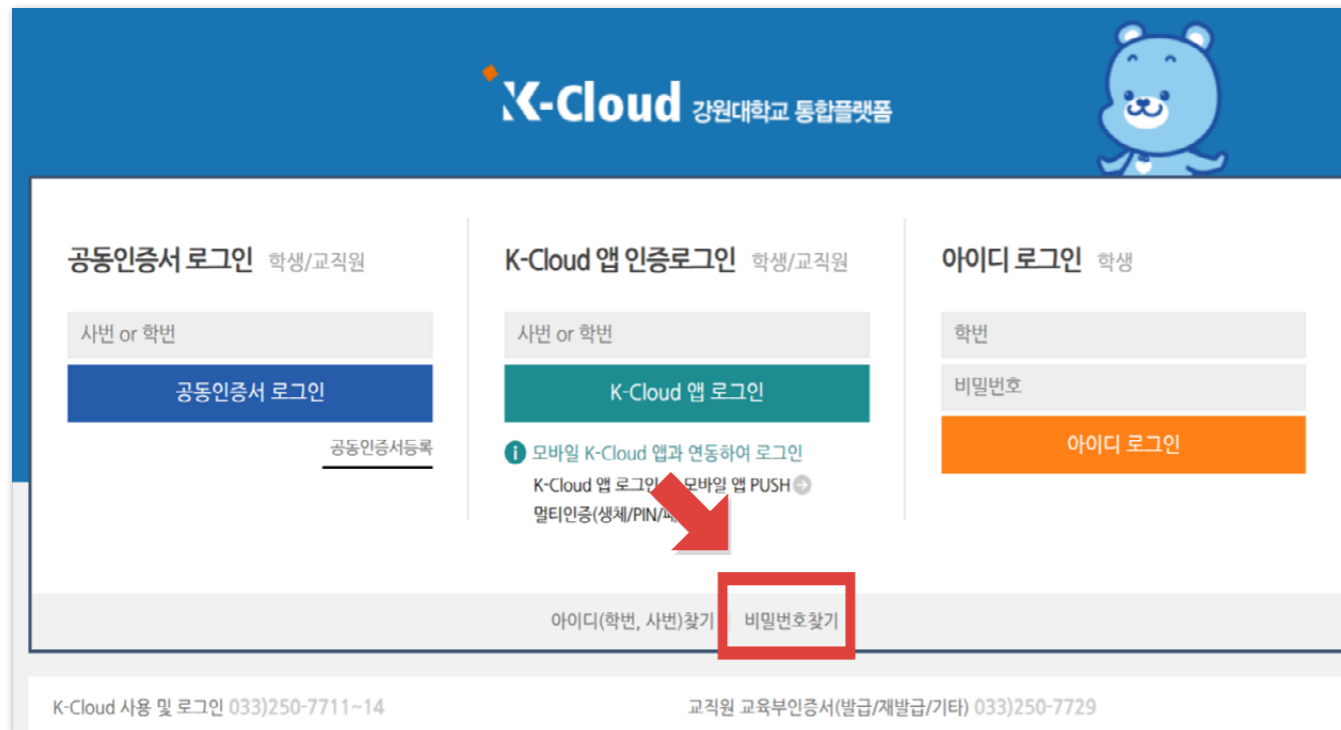 K-Cloud 강원대학교 통합플랫폼
공동인증서 로그인 학생/교직원
사번 or 학번
공동인증서 로그인
공동인증서등록
K-Cloud 앱 인증로그인 학생/교직원
사번 or 학번
K-Cloud 앱 로그인
모바일 K-Cloud 앱과 연동하여 로그인
K-Cloud 앱 로그인 모바일 앱 PUSH
멀티인증(생체/PIN/
아이디 로그인 학생
학번
비밀번호
아이디 로그인
아이디(학번, 사번)찾기 비밀번호찾기
K-Cloud 사용 및 로그인 033)250-7711~14
교직원 교육부인증서(발급/재발급/기타) 033)250-7729